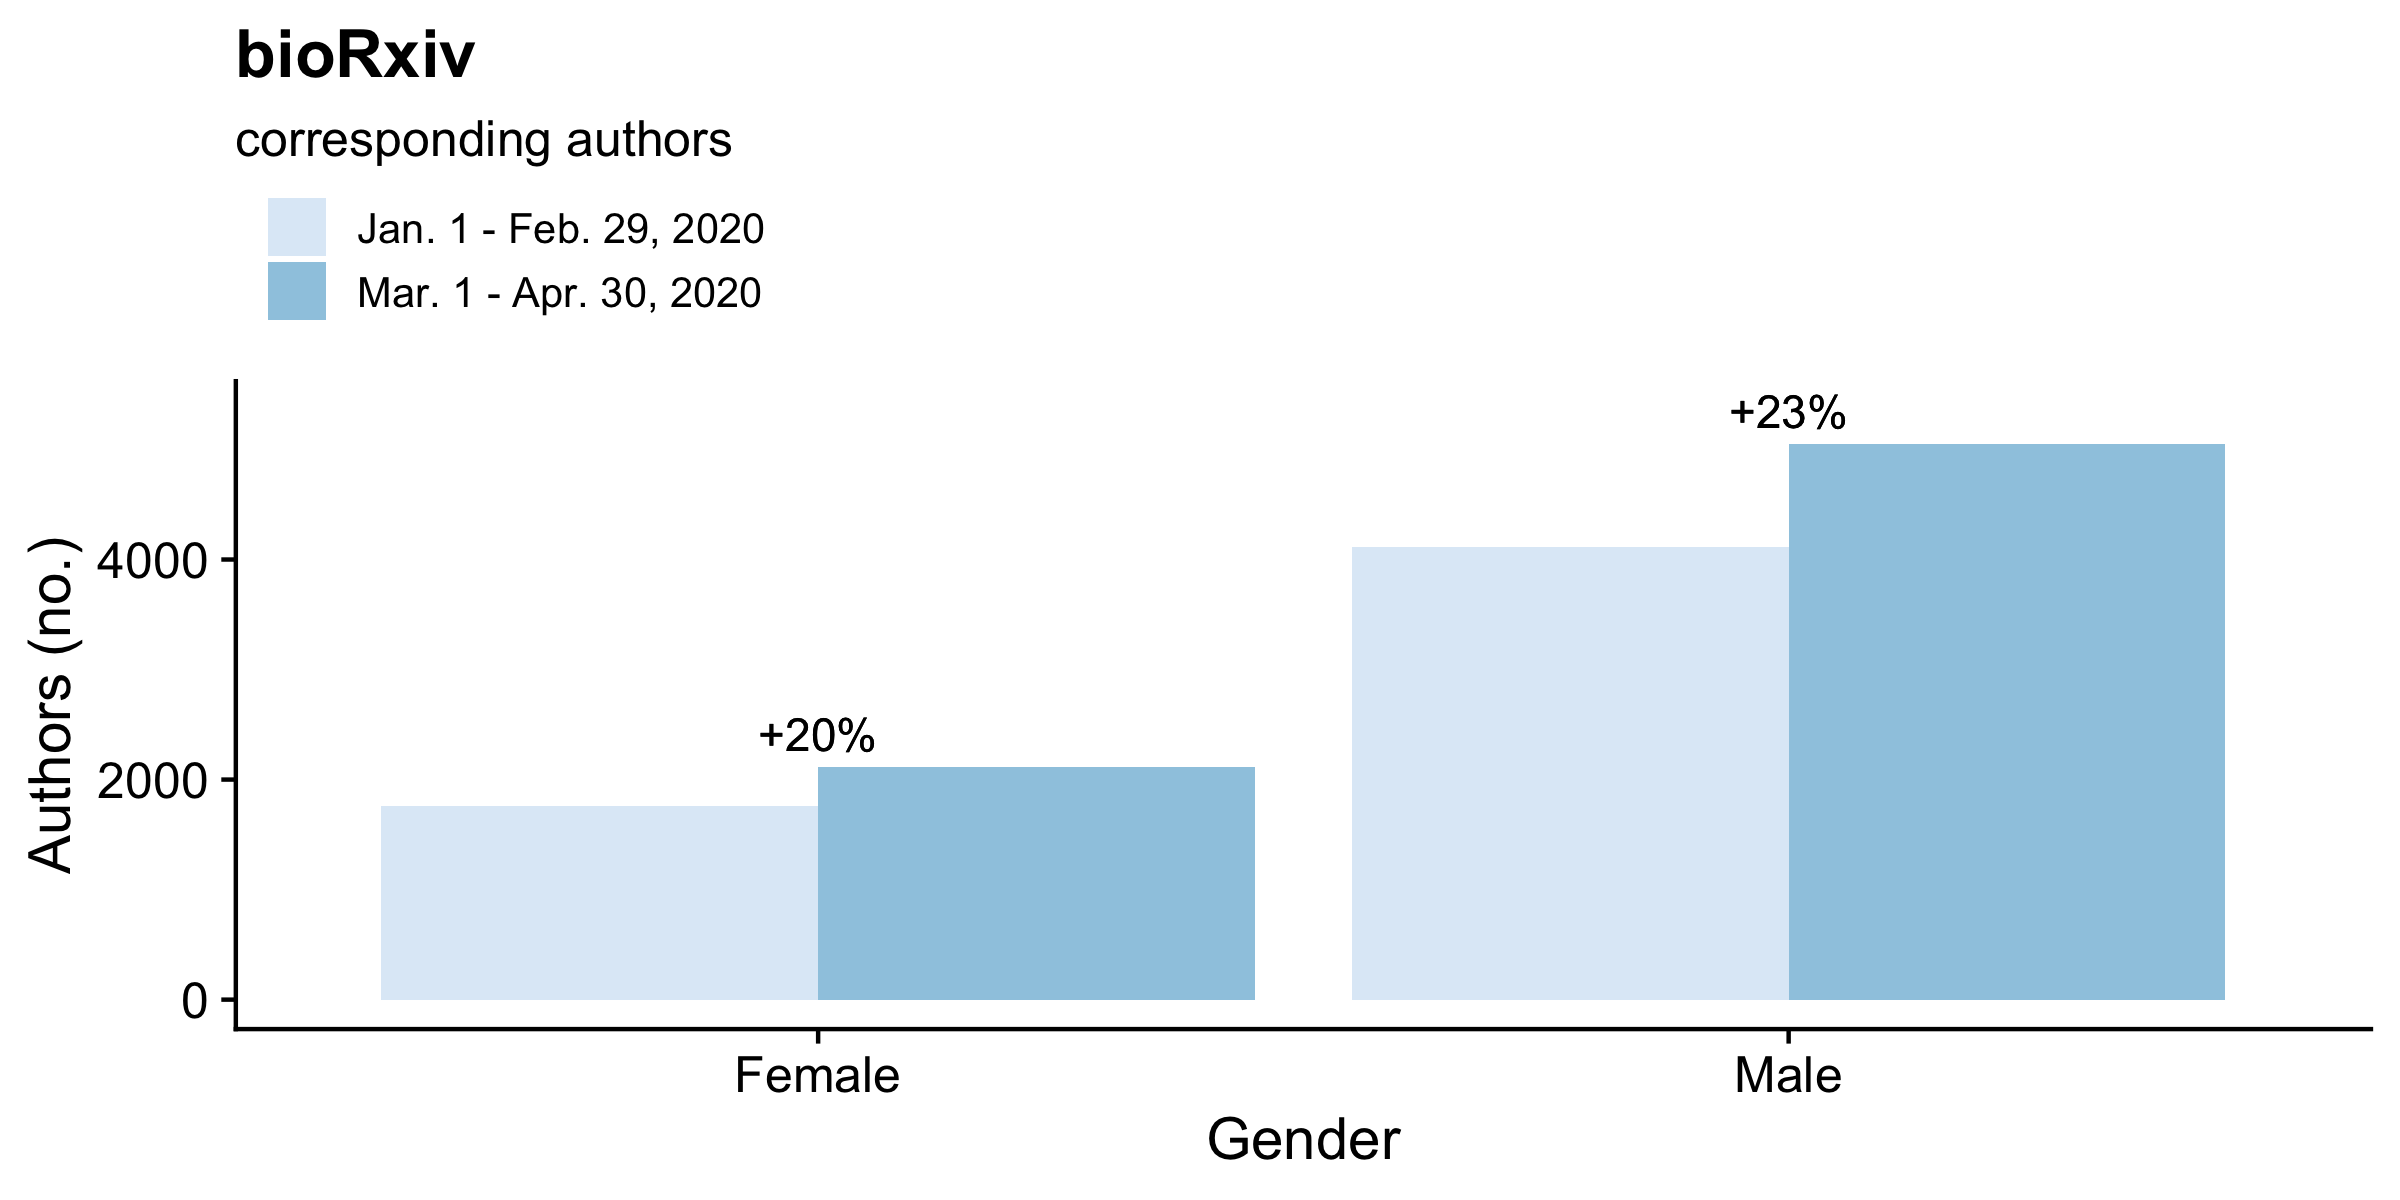 bioRxiv
corresponding authors
Jan. 1 - Feb. 29, 2020
Mar. 1 - Apr. 30, 2020
Authors (no.)
4000
2000
0
+20%
+23%
Female
Male
Gender